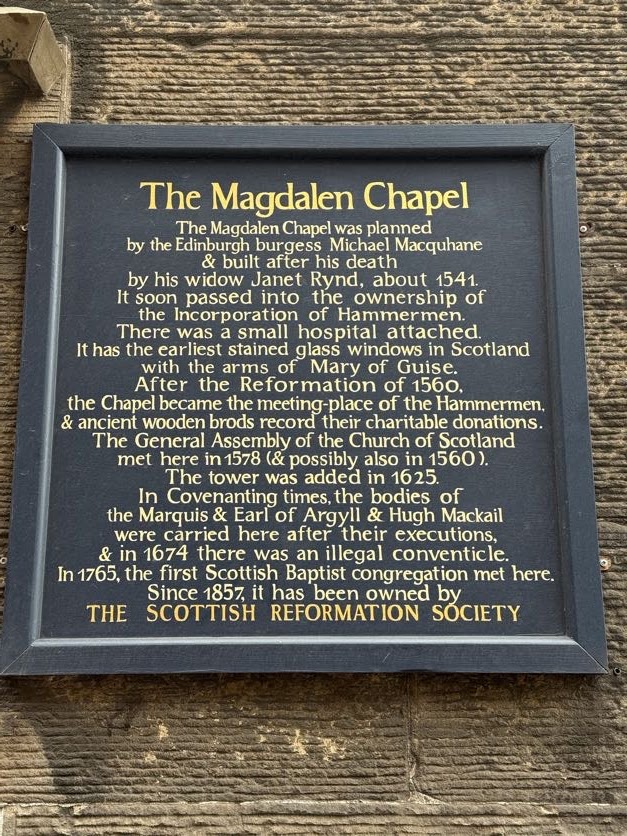 The Magdalen Chapel
The Magdalen Chapel was planned
by the Edinburgh burgess Michael Macquhane
& built after his death
by his widow Janet Rynd, about 1541.
It soon passed into the ownership of
the Incorporation of Hammermen.
There was a small hospital attached.
It has the earliest stained glass windows in Scotland
with the arms of Mary of Guise.
After the Reformation of 1560,
the Chapel became the meeting-place of the Hammermen,
& ancient wooden brods record their charitable donations.
The General Assembly of the Church of Scotland
met here in 1578 (& possibly also in 1560).
The tower was added in 1625.
In Covenanting times, the bodies of
the Marquis & Earl of Argyll & Hugh Mackail
were carried here after their executions,
& in 1674 there was an illegal conventicle.
In 1765, the first Scottish Baptist congregation met here.
Since 1857, it has been owned by
THE SCOTTISH REFORMATION SOCIETY